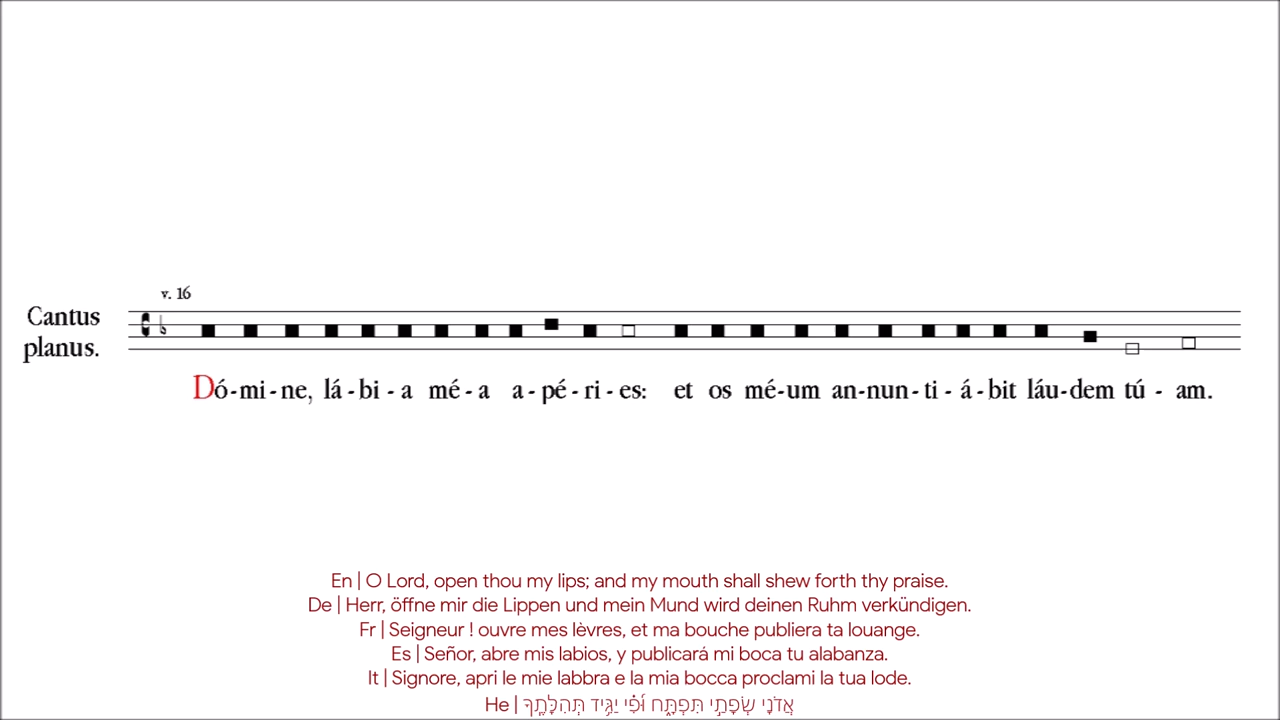 v. 16
Cantus
planus.
Dó-mi-ne, lá-bi-a mé-a a-pé-ri-es: et os mé-um an-nun-ti-á-bit láu-dem tú-am.
En | O Lord, open thou my lips; and my mouth shall shew forth thy praise.
De | Herr, öffne mir die Lippen und mein Mund wird deinen Ruhm verkündigen.
Fr | Seigneur ! ouvre mes lèvres, et ma bouche publiera ta louange.
Es | Señor, abre mis labios, y publicará mi boca tu alabanza.
It | Signore, apri le mie labbra e la mia bocca proclami la tua lode.
He | אֲדֹנָי שְׂפָתַ֣י תִּפְתָּ֑ח וּ֝פִ֗י יַגִּ֥יד תְּהִלָּתֶֽךָ